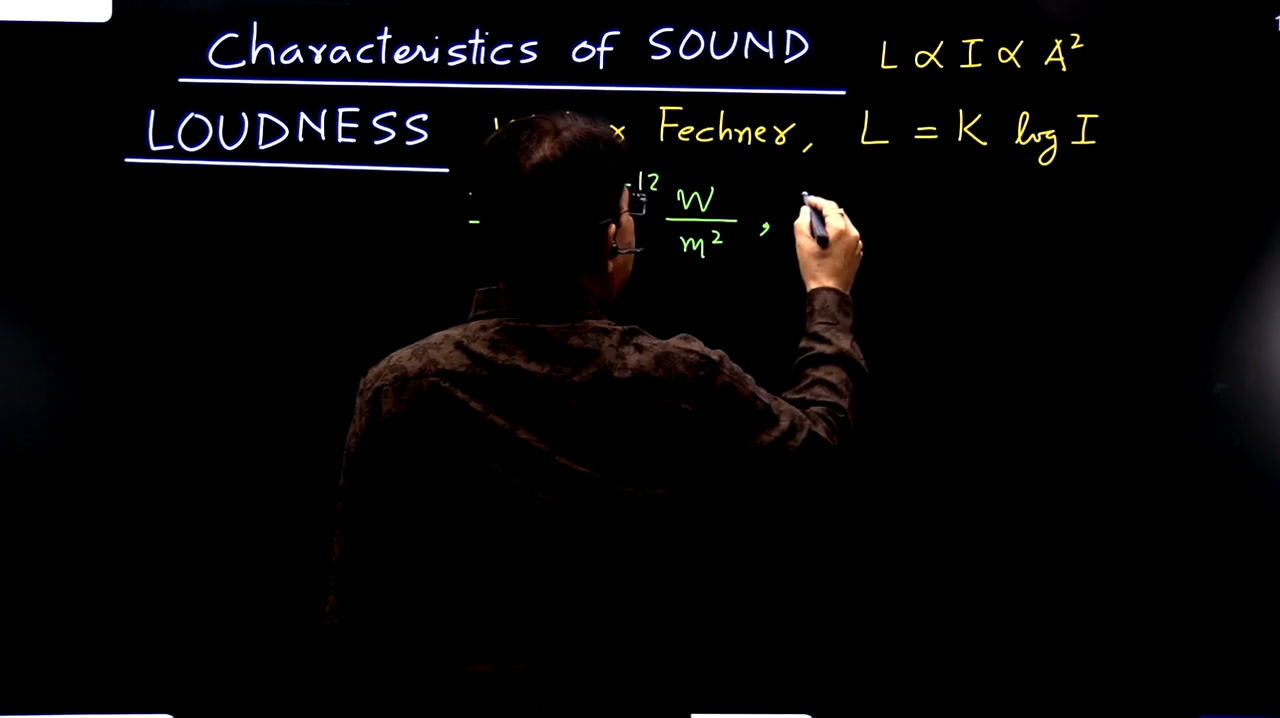 Characteristics of SOUND L ∝ I ∝ A²
LOUDNESS Fechner, L = K log I
-12 W/m² ,